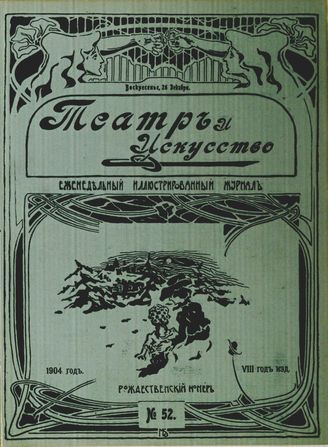 Воскресенье, 26 Декабря.
Театръ и
Искусство
ЕЖЕНЕДѢЛЬНЫЙ ИЛЛЮСТРИРОВАННЫЙ ЖУРНАЛЪ
1904 годъ.
VIII годъ изд.
РОЖДЕСТВЕНСКІЙ НОМЕРЪ
№ 52.